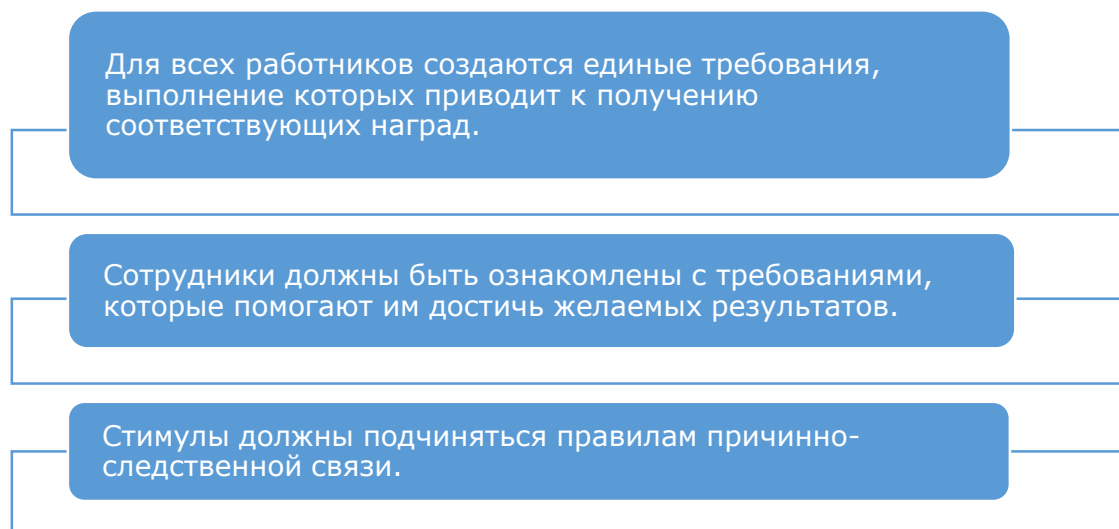 Для всех работников создаются единые требования,
выполнение которых приводит к получению
соответствующих наград.
Сотрудники должны быть ознакомлены с требованиями,
которые помогают им достичь желаемых результатов.
Стимулы должны подчиняться правилам причинно-
следственной связи.